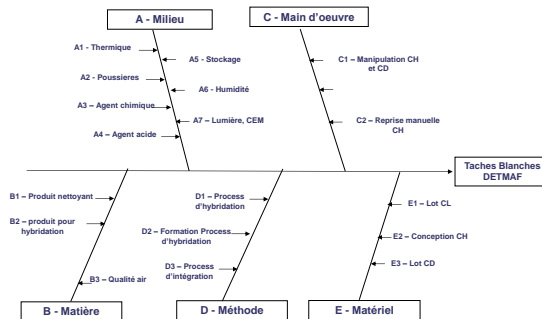 A - Milieu
C - Main d'oeuvre
A1 - Thermique
A5 - Stockage
A2 - Poussieres
A6 - Humidité
A3 – Agent chimique
A7 – Lumière, CEM
A4 – Agent acide
C1 – Manipulation CH
et CD
C2 – Reprise manuelle
CH
Taches Blanches
DETMAF
B1 – Produit nettoyant
B2 – produit pour
hybridation
B3 – Qualité air
D1 – Process
d'hybridation
D2 – Formation Process
d'hybridation
D3 – Process
d'intégration
E1 – Lot CL
E2 – Conception CH
E3 – Lot CD
B - Matière
D - Méthode
E - Matériel